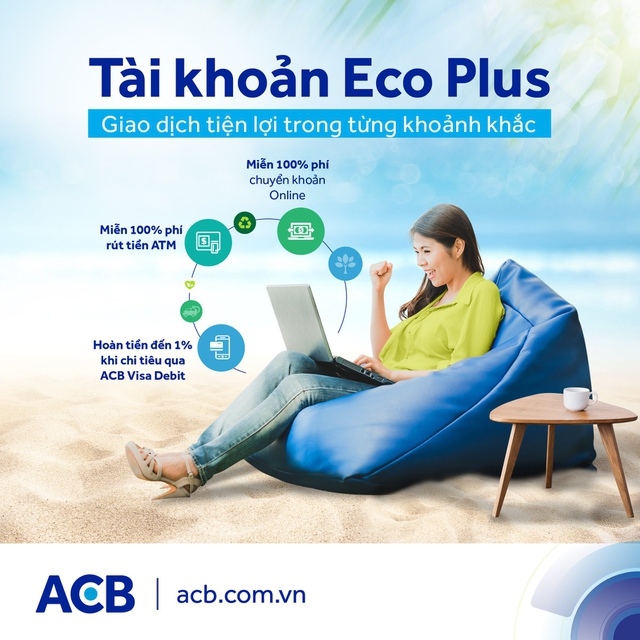 Tài khoản Eco Plus
Giao dịch tiện lợi trong từng khoảnh khắc
Miễn 100% phí
chuyển khoản
Online
Miễn 100% phí
rút tiền ATM
Hoàn tiền đến 1%
khi chi tiêu qua
ACB Visa Debit
ACB | acb.com.vn